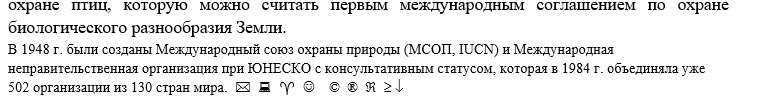 охране птиц, которую можно считать первым международным соглашением по охране
биологического разнообразия Земли.
В 1948 г. были созданы Международный союз охраны природы (МСОП, IUCN) и Международная
неправительственная организация при ЮНЕСКО с консультативным статусом, которая в 1984 г. объединяла уже
502 организации из 130 стран мира. ✉ 💻 ♈ ☺ © ® ℜ ≥↓